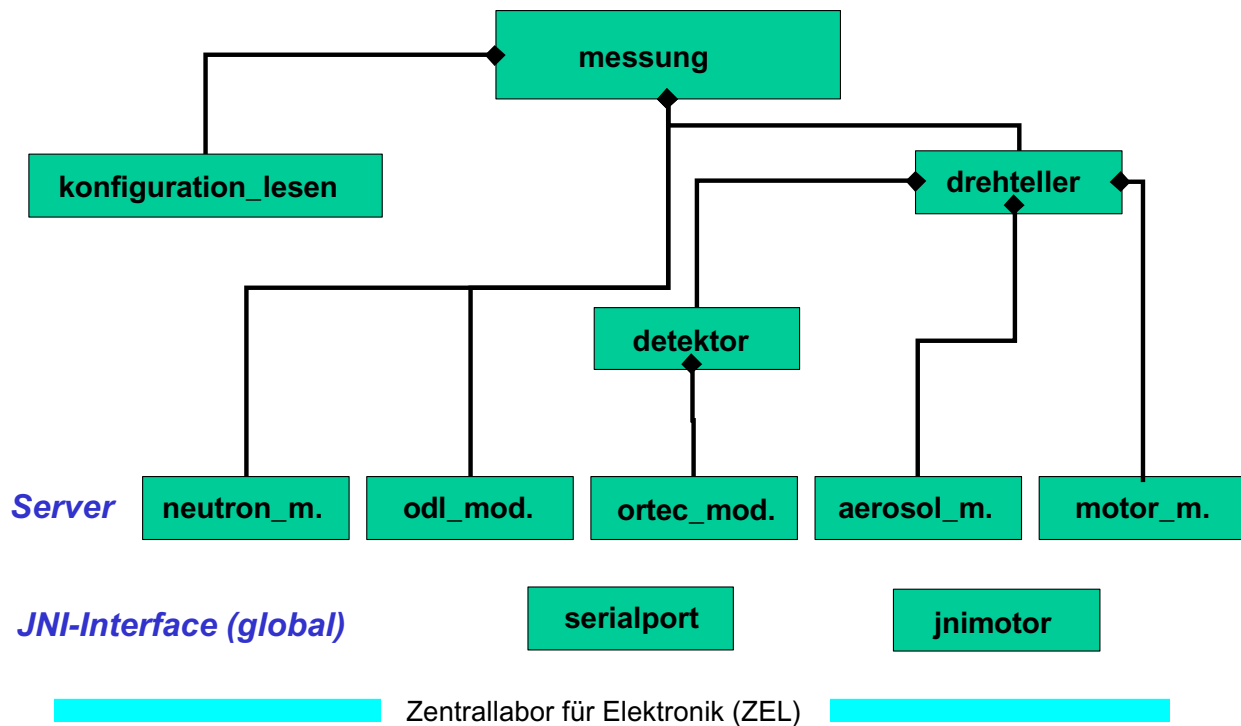 messung
konfiguration_lesen
drehteller
detektor
Server
neutron_m.
odl_mod.
ortec_mod.
aerosol_m.
motor_m.
JNI-Interface (global)
serialport
jnimotor
Zentrallabor für Elektronik (ZEL)